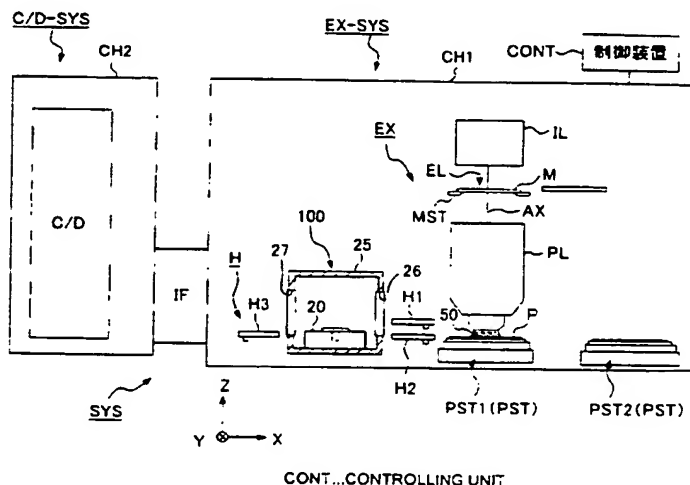 C/D-SYS
EX-SYS
CH2
CH1
CONT
制御装置
IL
EX
EL
M
MST
AX
C/D
100
25
PL
H
27
26
IF
H3
20
H1
50
P
H2
SYS
Z
PST1(PST)
PST2(PST)
Y
X
CONT...CONTROLLING UNIT